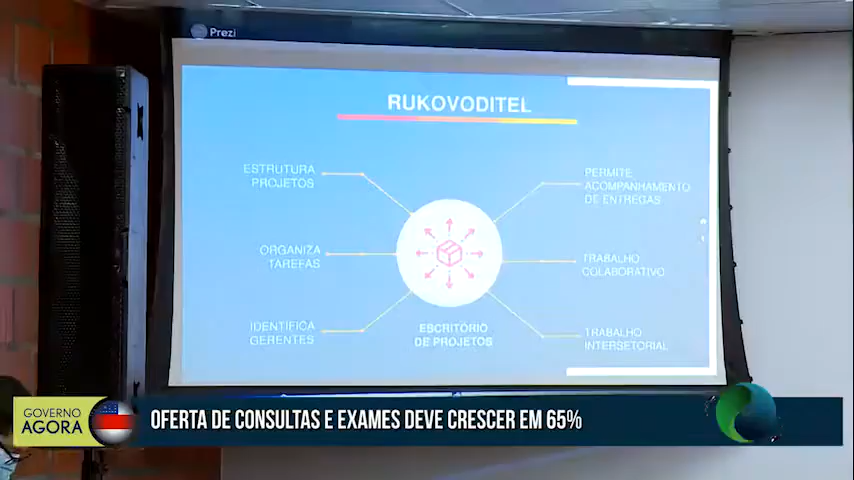 Prezi
RUKOVODITEL
ESTRUTURA
PROJETOS
ORGANIZA
TAREFAS
IDENTIFICA
GERENTES
ESCRITÓRIO
DE PROJETOS
PERMITE
ACOMPANHAMENTO
DE ENTREGAS
TRABALHO
COLABORATIVO
TRABALHO
INTERSETORIAL
GOVERNO
AGORA
OFERTA DE CONSULTAS E EXAMES DEVE CRESCER EM 65%